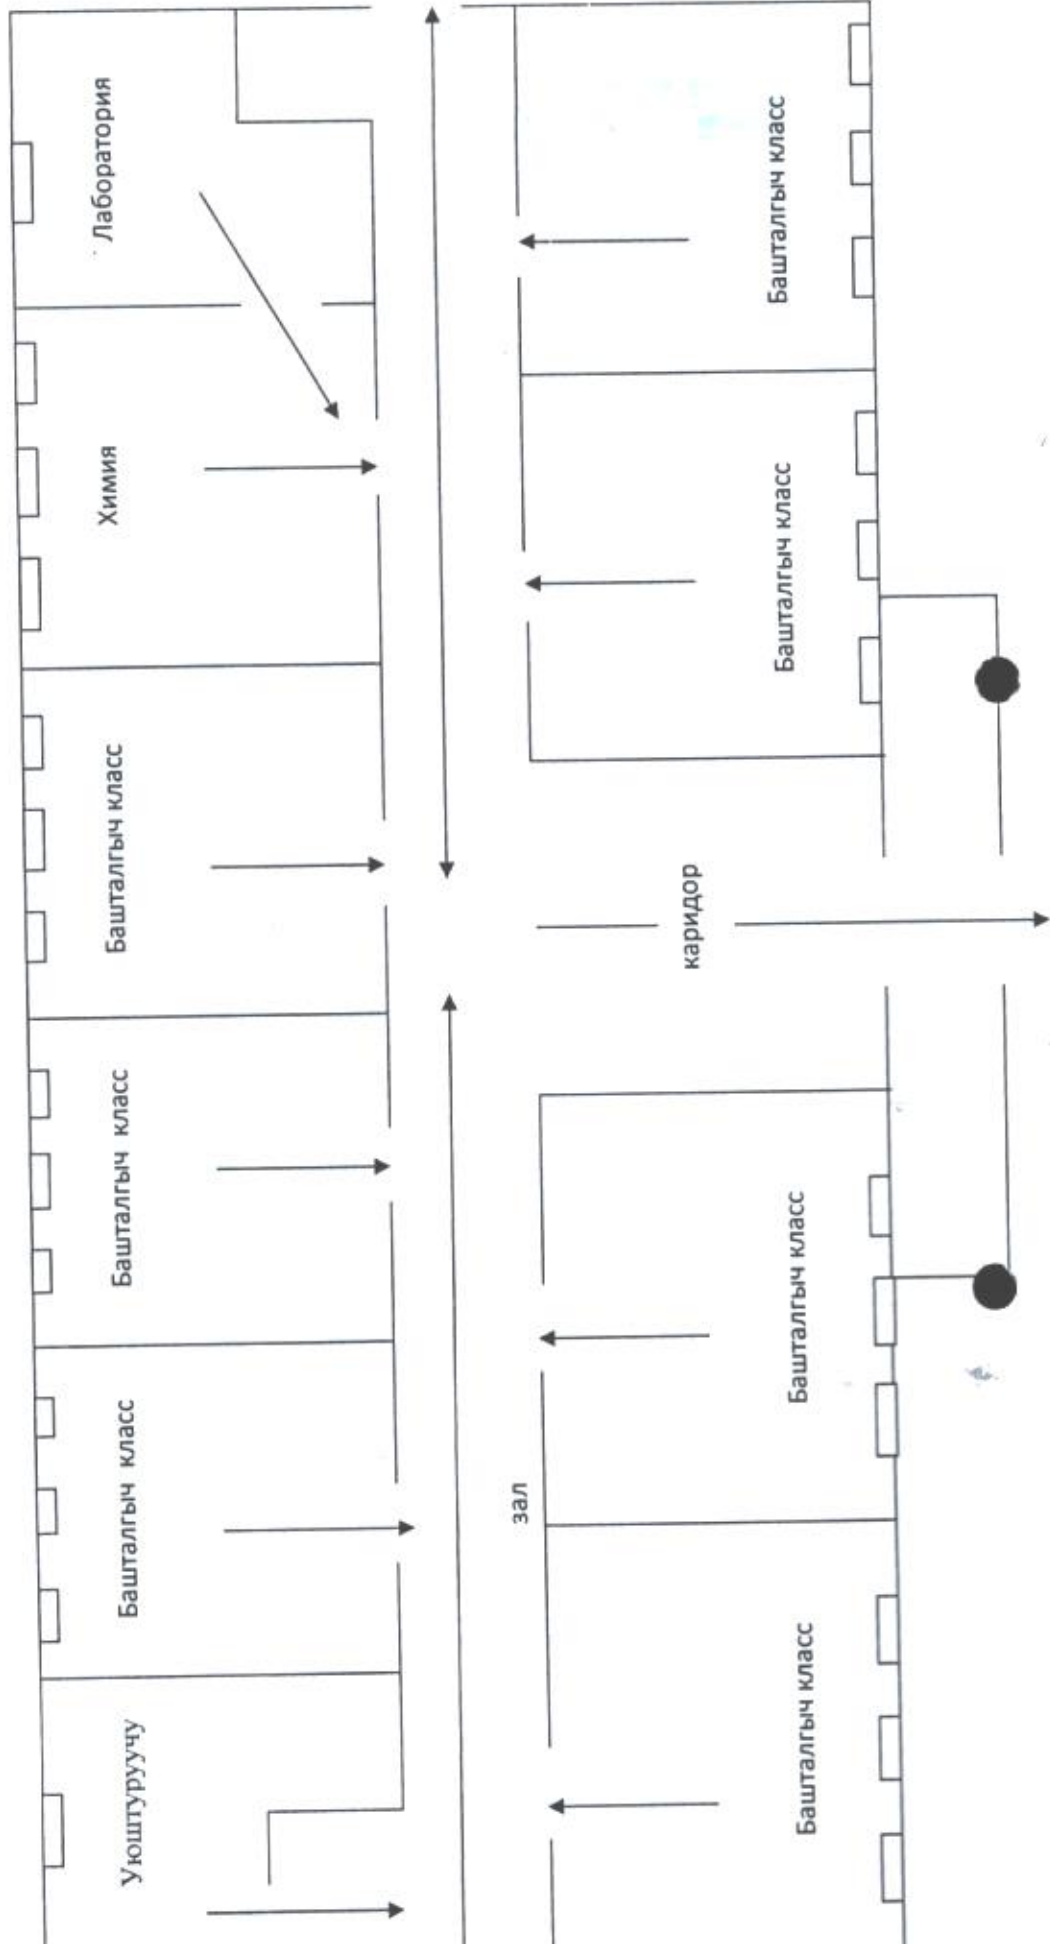 Уюштуруучу
Башталгыч класс
Башталгыч класс
Башталгыч класс
Химия
Лаборатория
зал
каридор
Башталгыч класс
Башталгыч класс
Башталгыч класс
Башталгыч класс